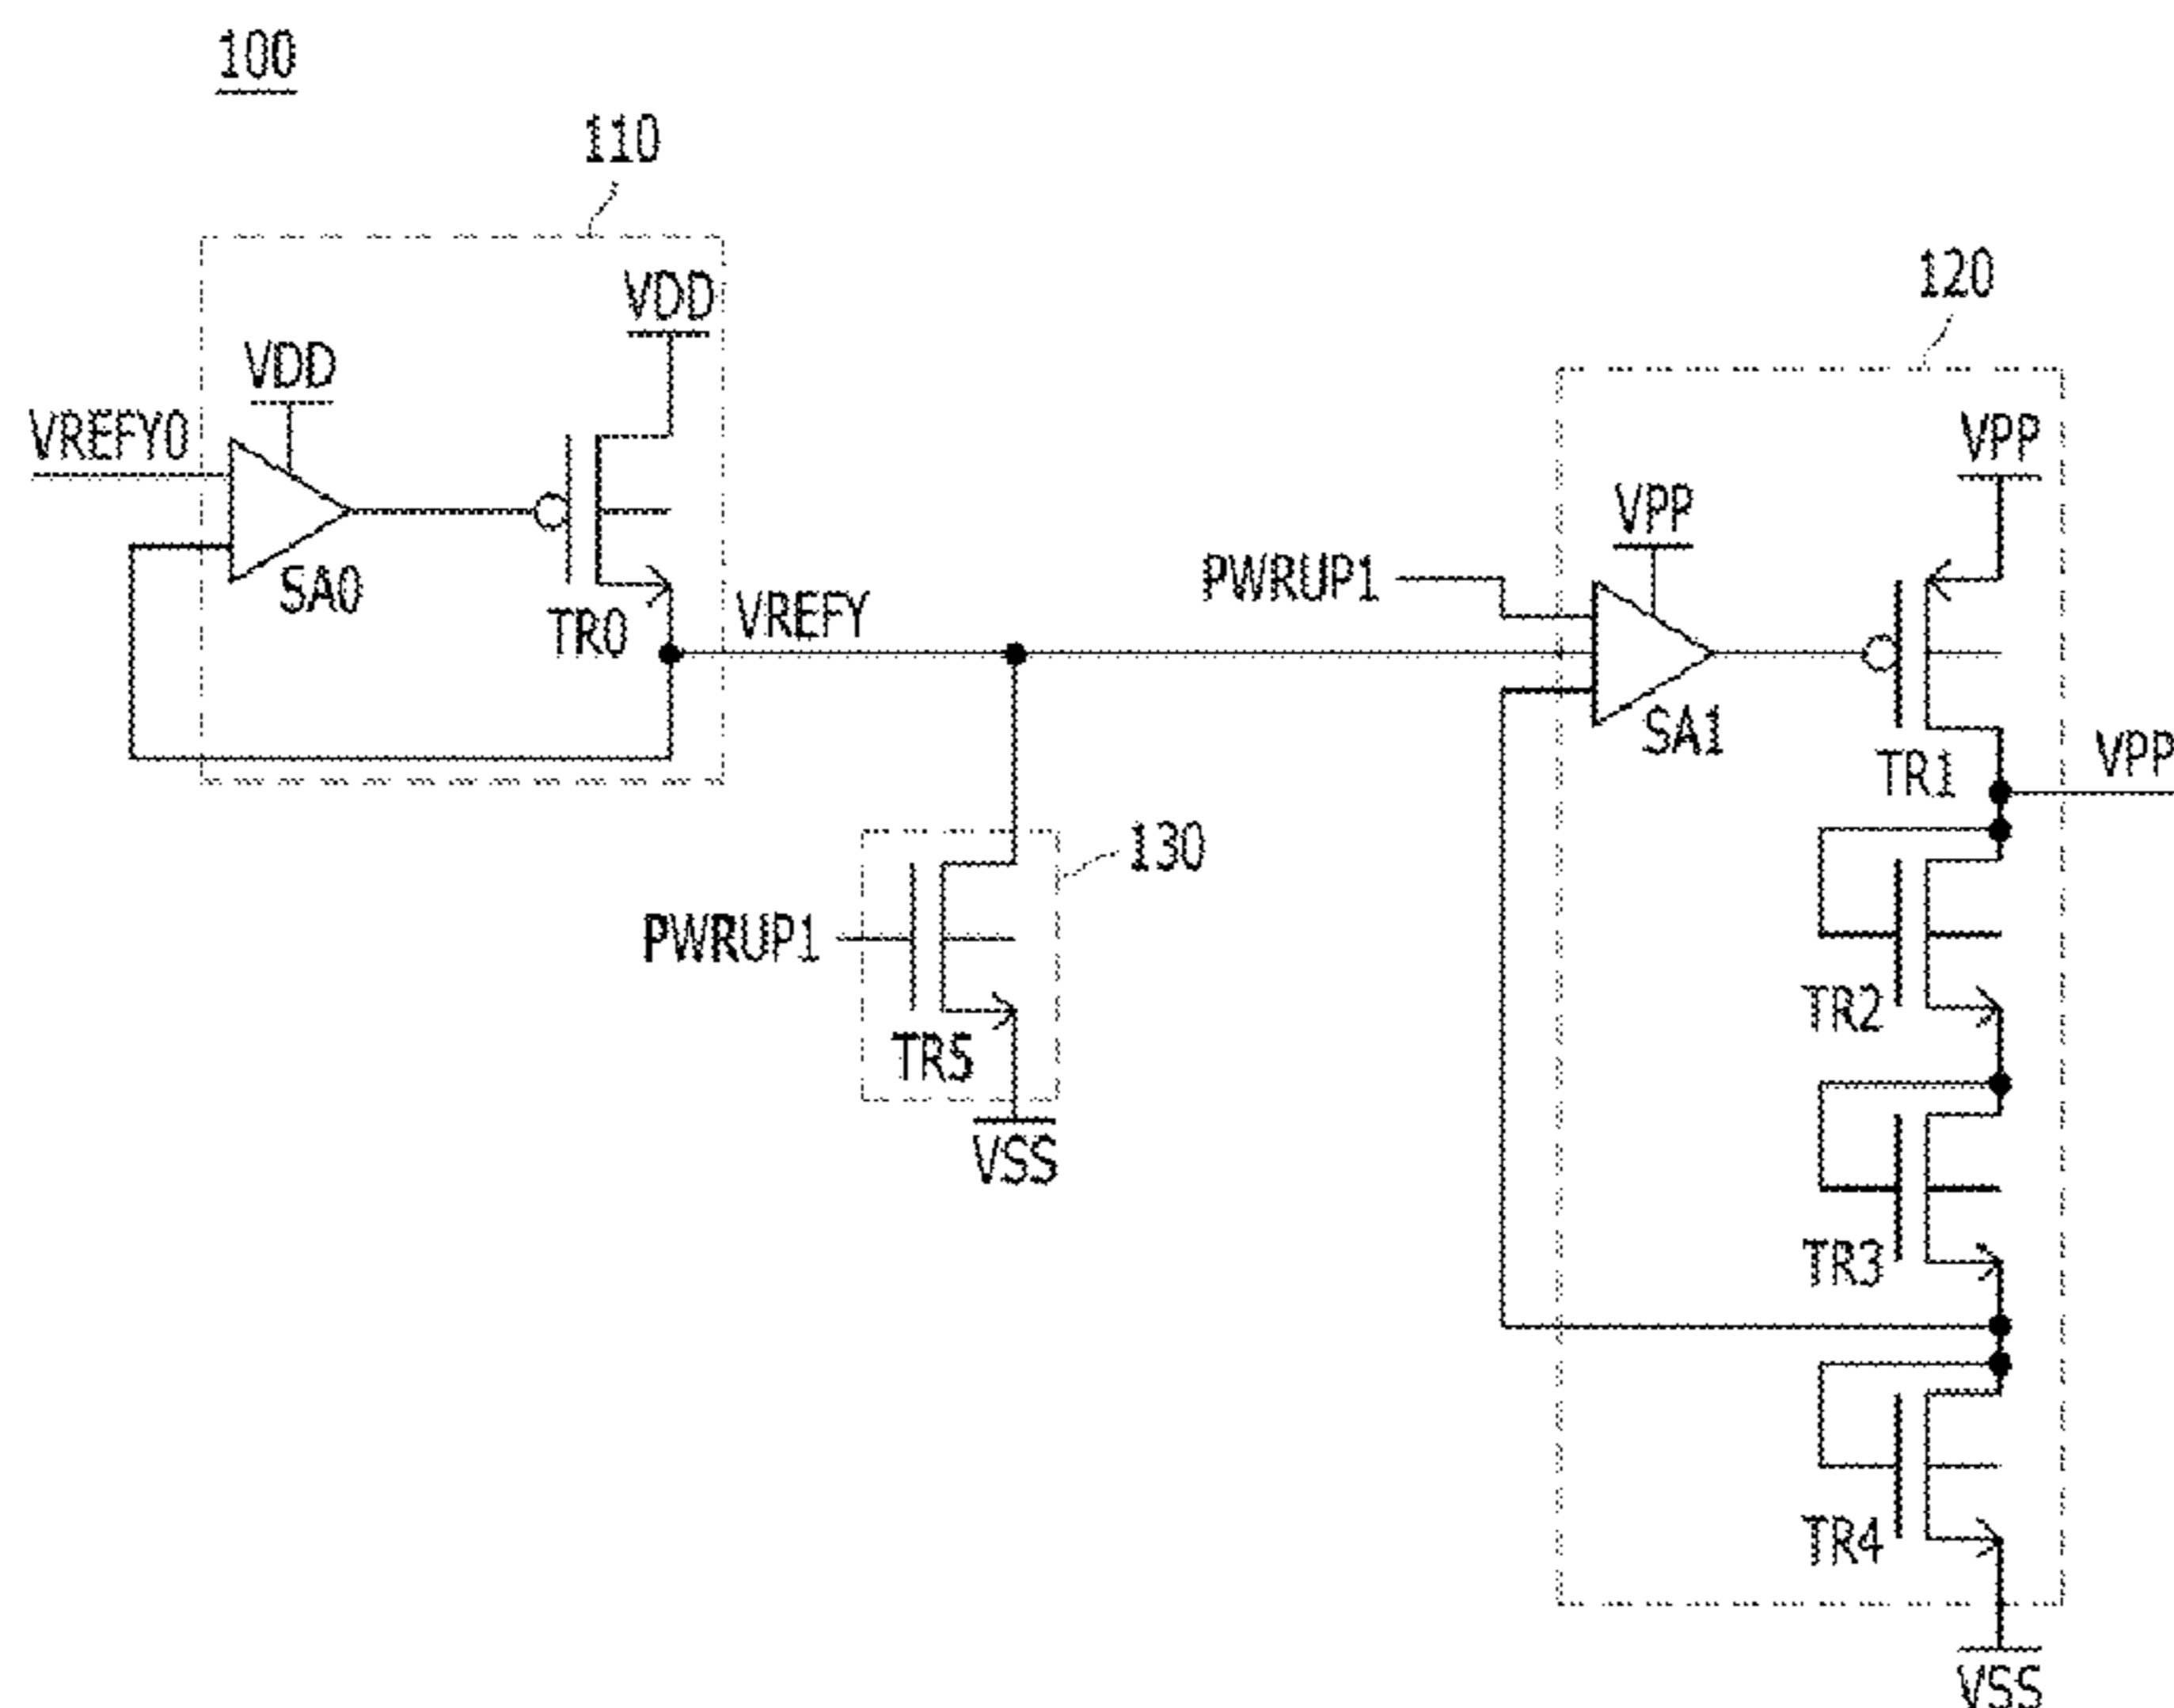 100
110
VDD
VDD
VREFY0
SA0
TR0
VREFY
120
VPP
VPP
PWRUP1
SA1
TR1
VPP
130
PWRUP1
TR5
VSS
TR2
TR3
TR4
VSS